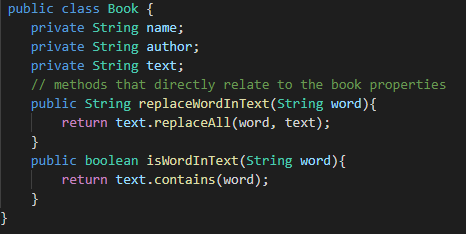 public class Book {
    private String name;
    private String author;
    private String text;
    // methods that directly relate to the book properties
    public String replaceWordInText(String word){
        return text.replaceAll(word, text);
    }
    public boolean isWordInText(String word){
        return text.contains(word);
    }
}